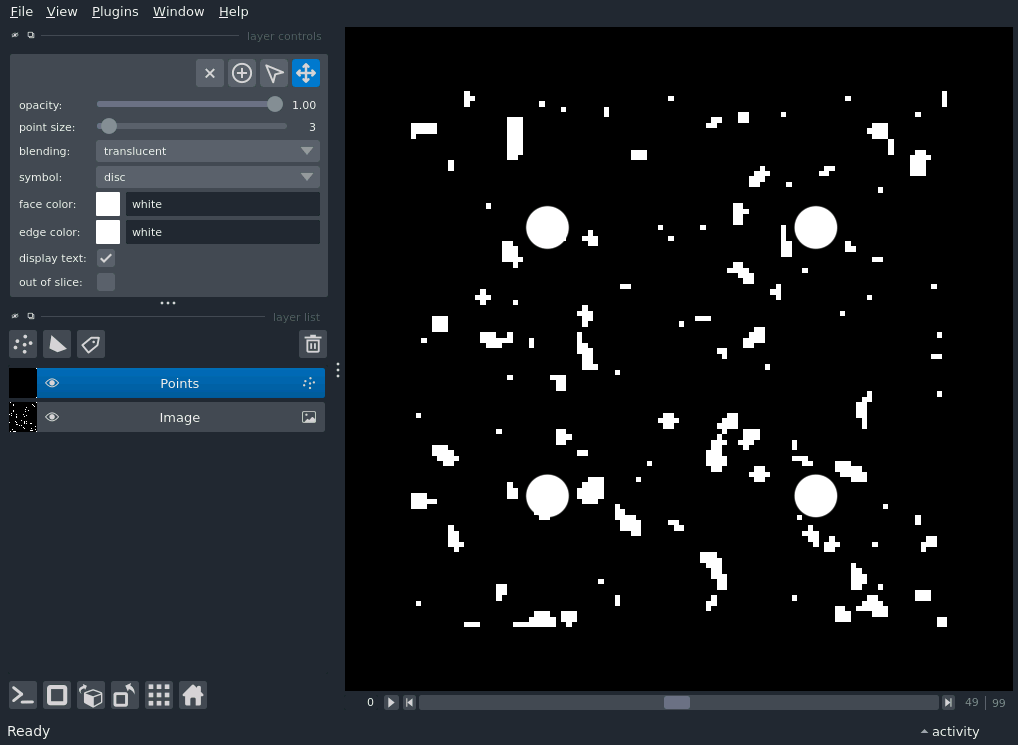 File View Plugins Window Help
layer controls
opacity: 1.00
point size: 3
blending: translucent
symbol: disc
face color: white
edge color: white
display text:
out of slice:
layer list
Points
Image
0 49 99
Ready activity